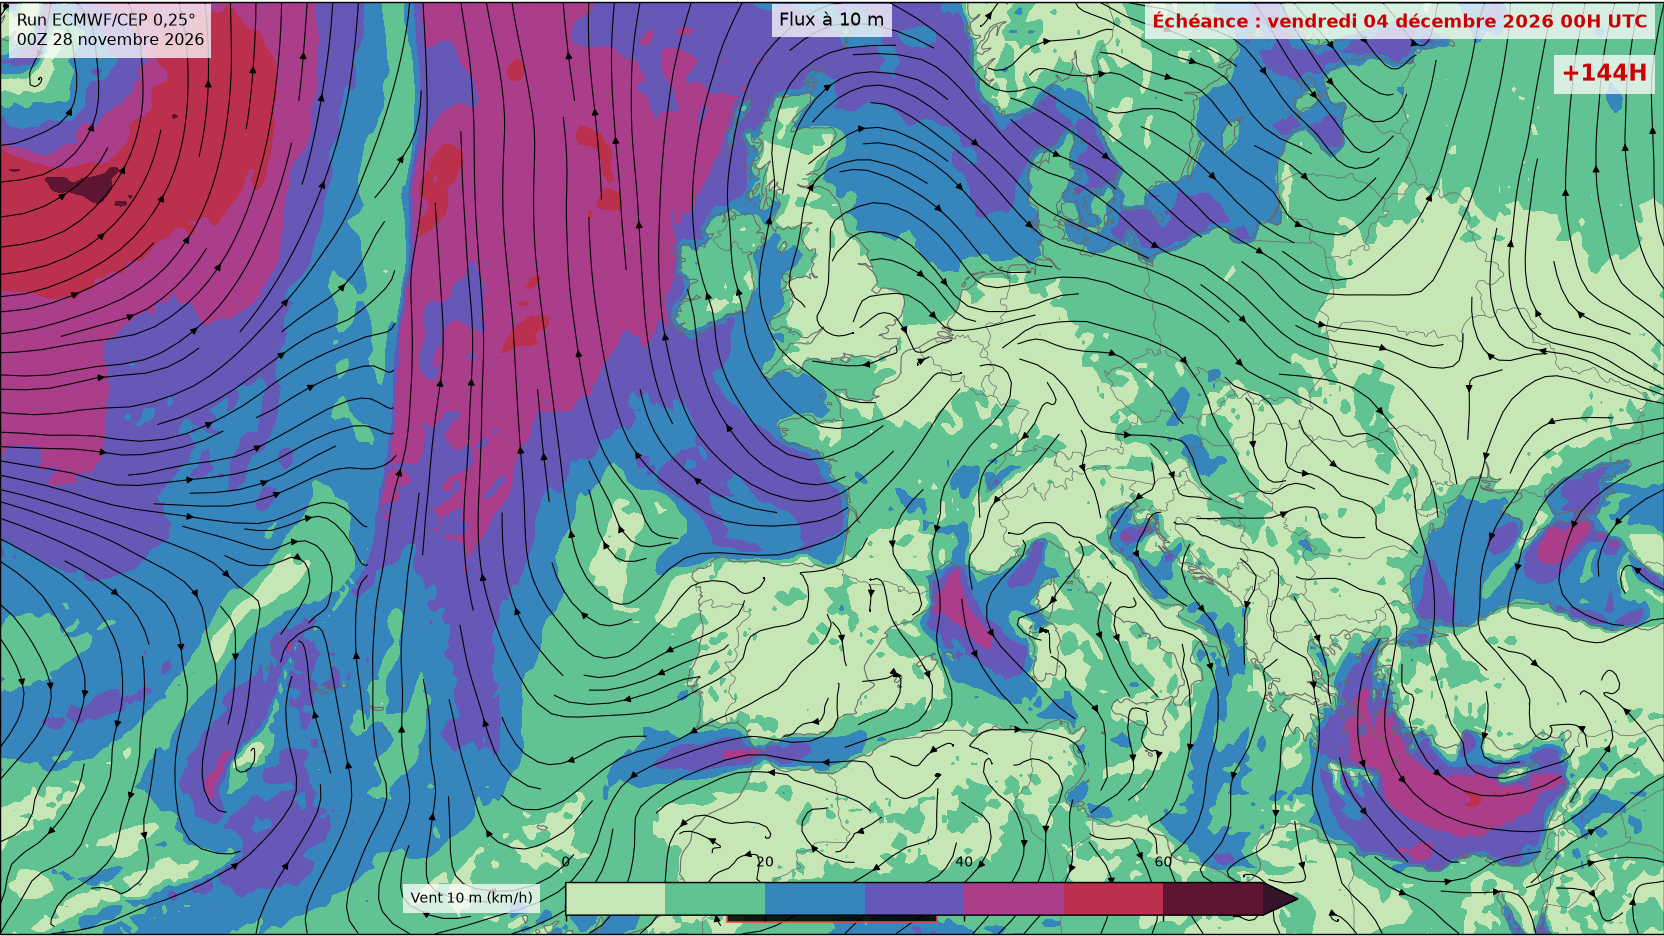 Run ECMWF/CEP 0,25°
00Z 28 novembre 2026
Flux à 10 m
Échéance : vendredi 04 décembre 2026 00H UTC
+144H
0 20 40 60
Vent 10 m (km/h)